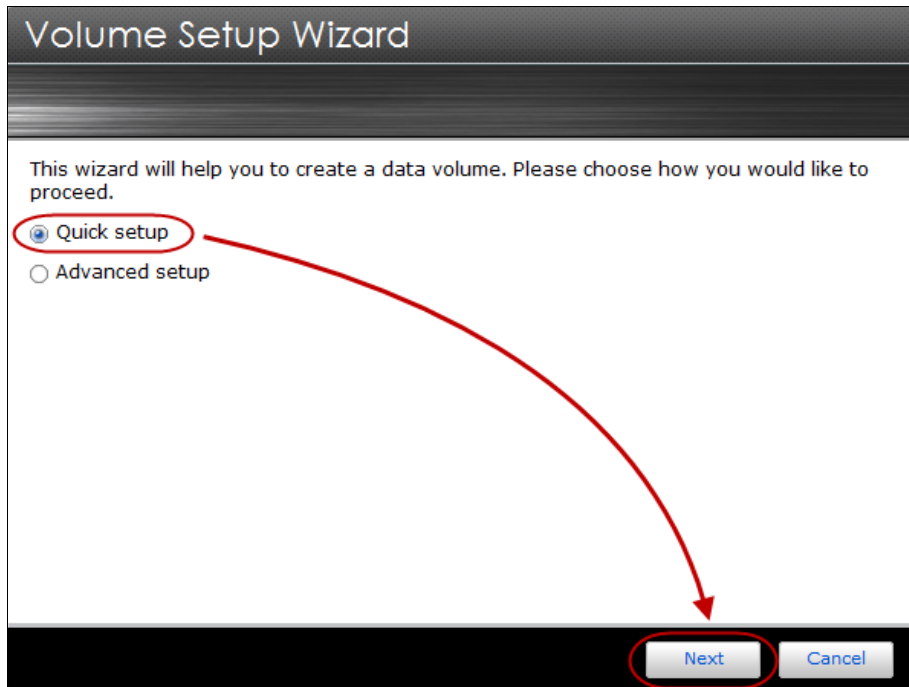 Volume Setup Wizard
This wizard will help you to create a data volume. Please choose how you would like to
proceed.
Quick setup
Advanced setup
Next
Cancel